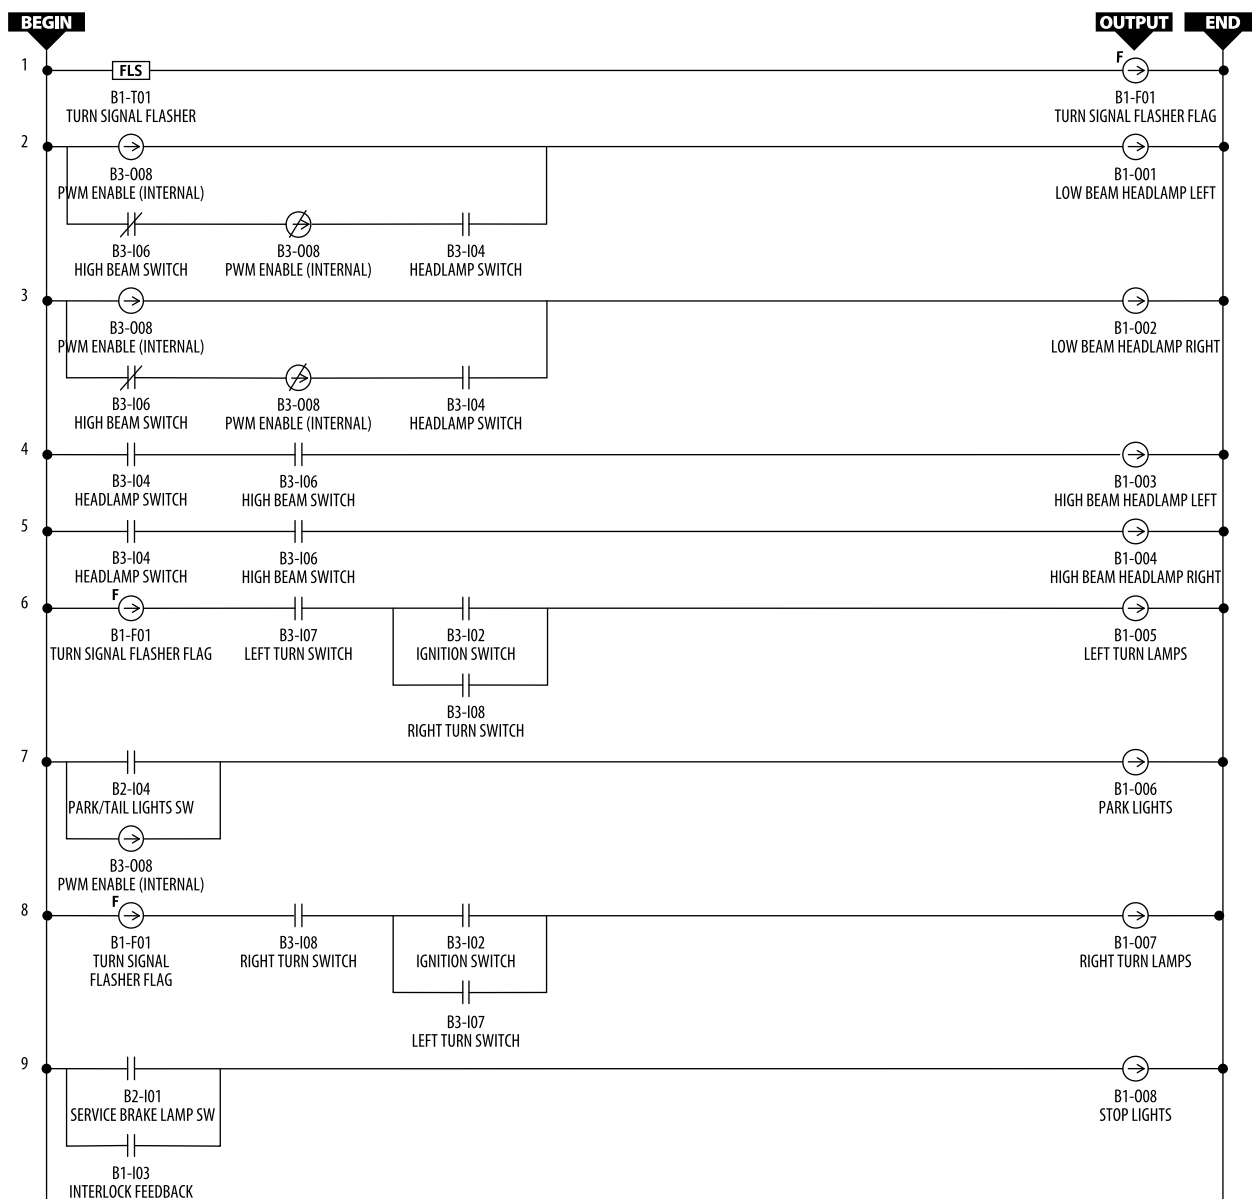 BEGIN
OUTPUT
END
1
FLS
F
B1-T01
B1-F01
TURN SIGNAL FLASHER
TURN SIGNAL FLASHER FLAG
2
B3-O08
B1-O01
PWM ENABLE (INTERNAL)
LOW BEAM HEADLAMP LEFT
B3-I06
B3-O08
B3-I04
HIGH BEAM SWITCH
PWM ENABLE (INTERNAL)
HEADLAMP SWITCH
3
B3-O08
B1-O02
PWM ENABLE (INTERNAL)
LOW BEAM HEADLAMP RIGHT
B3-I06
B3-O08
B3-I04
HIGH BEAM SWITCH
PWM ENABLE (INTERNAL)
HEADLAMP SWITCH
4
B3-I04
B3-I06
B1-O03
HEADLAMP SWITCH
HIGH BEAM SWITCH
HIGH BEAM HEADLAMP LEFT
5
B3-I04
B3-I06
B1-O04
HEADLAMP SWITCH
HIGH BEAM SWITCH
HIGH BEAM HEADLAMP RIGHT
6
F
B1-F01
B3-I07
B3-I02
B1-O05
TURN SIGNAL FLASHER FLAG
LEFT TURN SWITCH
IGNITION SWITCH
LEFT TURN LAMPS
B3-I08
RIGHT TURN SWITCH
7
B2-I04
B1-O06
PARK/TAIL LIGHTS SW
PARK LIGHTS
B3-O08
PWM ENABLE (INTERNAL)
8
F
B1-F01
B3-I08
B3-I02
B1-O07
TURN SIGNAL
FLASHER FLAG
RIGHT TURN SWITCH
IGNITION SWITCH
RIGHT TURN LAMPS
B3-I07
LEFT TURN SWITCH
9
B2-I01
B1-O08
SERVICE BRAKE LAMP SW
STOP LIGHTS
B1-I03
INTERLOCK FEEDBACK